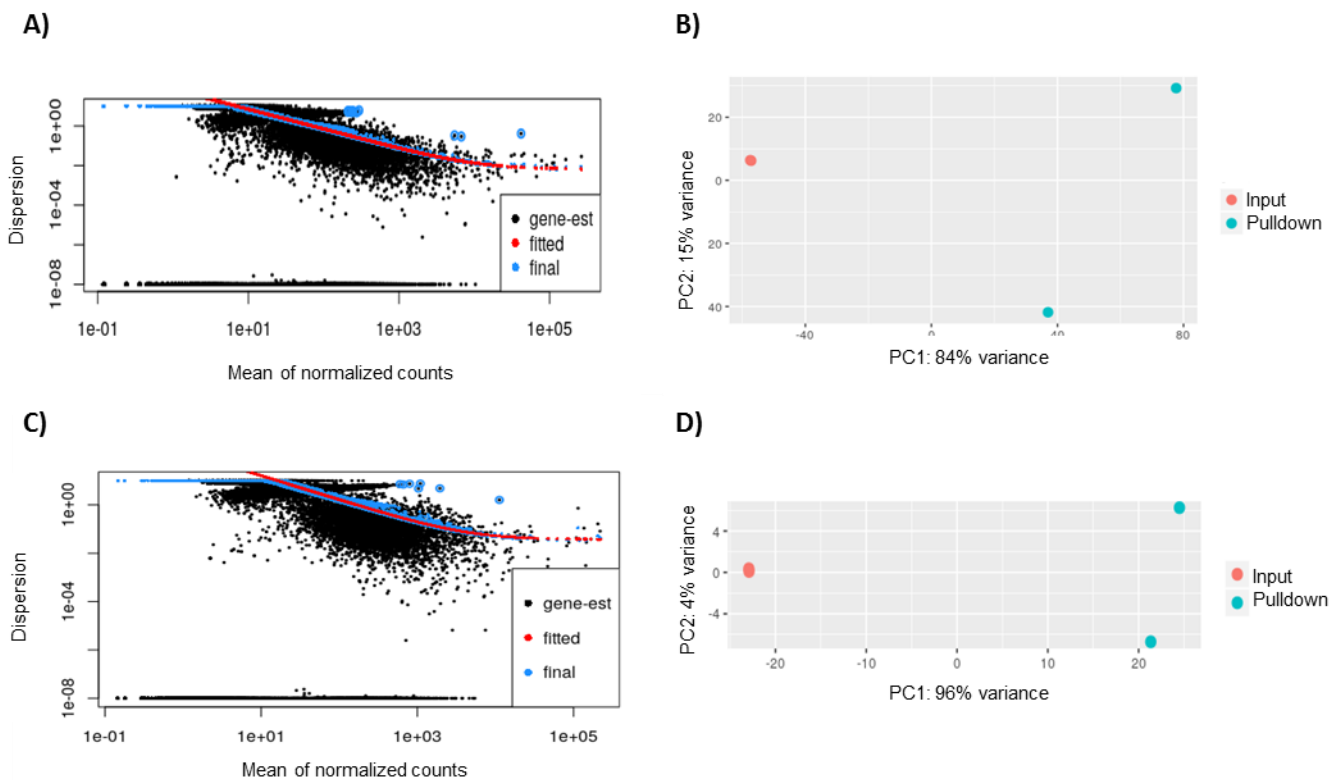 A)
Dispersion
1e+00
1e-04
1e-08
gene-est
fitted
final
1e-01 1e+01 1e+03 1e+05
Mean of normalized counts
B)
PC2: 15% variance
20
0
20
40
-40 0 40 80
PC1: 84% variance
Input
Pulldown
C)
Dispersion
1e+00
1e-04
1e-08
gene-est
fitted
final
1e-01 1e+01 1e+03 1e+05
Mean of normalized counts
D)
PC2: 4% variance
4
0
-4
-20 -10 0 10 20
PC1: 96% variance
Input
Pulldown